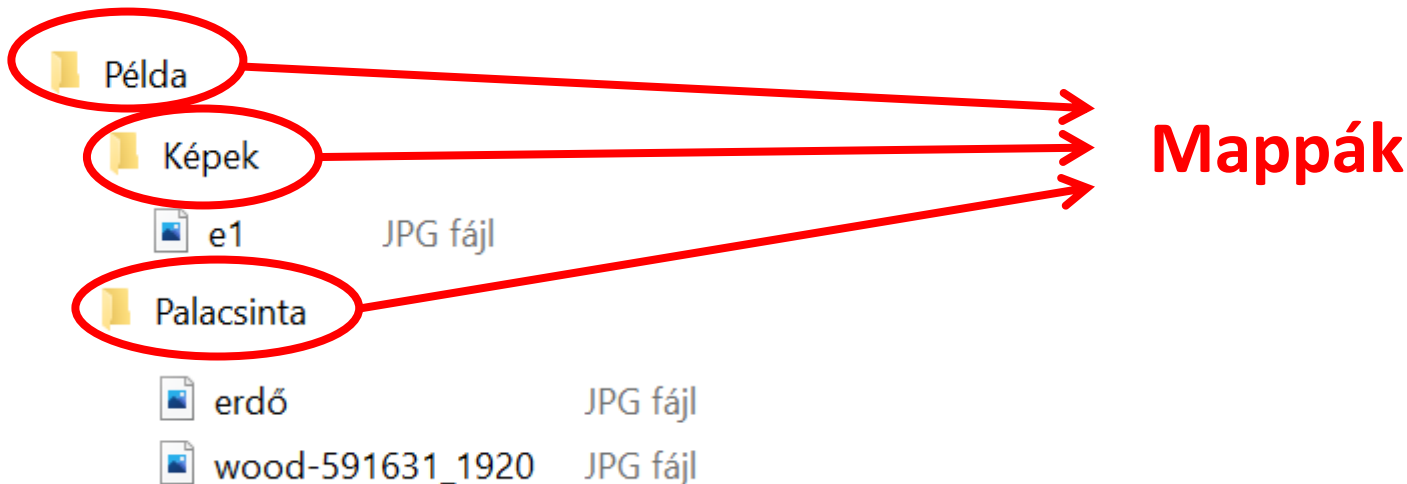 Példa
Mappák
Képek
e1 JPG fájl
Palacsinta
erdő JPG fájl
wood-591631_1920 JPG fájl